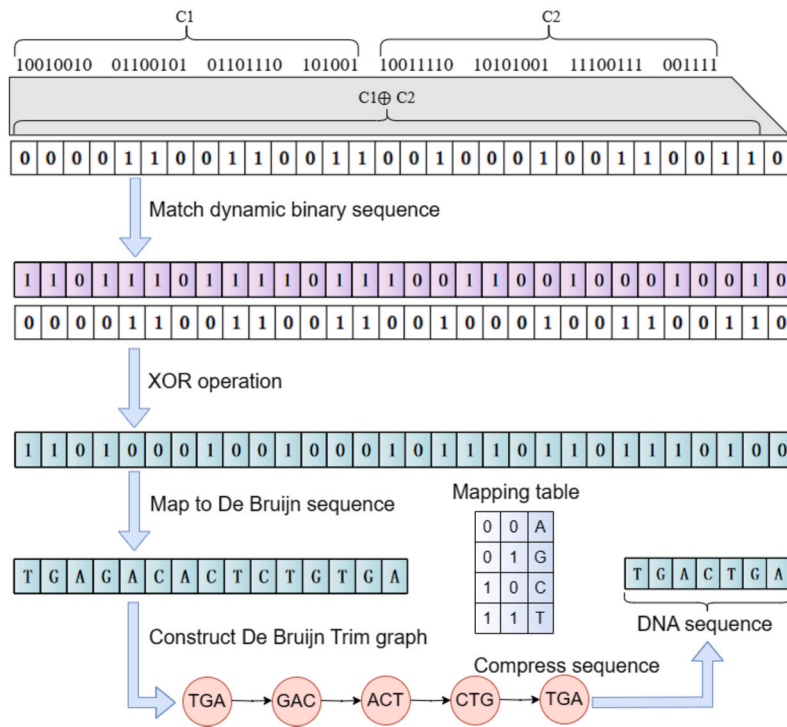 C1 C2
10010010 01100101 01101110 101001 10011110 10101001 11100111 001111
C1⊕ C2
0 0 0 0 1 1 0 0 1 1 0 0 1 1 0 0 1 0 0 0 1 0 0 1 1 0 0 1 1 0
Match dynamic binary sequence
1 1 0 1 1 1 0 1 1 1 1 0 1 1 1 0 0 1 1 0 0 1 0 0 0 1 0 0 1 0
0 0 0 0 1 1 0 0 1 1 0 0 1 1 0 0 1 0 0 0 1 0 0 1 1 0 0 1 1 0
XOR operation
1 1 0 1 0 0 0 1 0 0 1 0 0 0 1 0 1 1 1 0 1 1 0 1 1 1 0 1 0 0
Map to De Bruijn sequence
Mapping table
0 0 A
0 1 G
1 0 C
1 1 T
T G A G A C A C T C T G T G A
T G A C T G A
DNA sequence
Construct De Bruijn Trim graph
Compress sequence
TGA GAC ACT CTG TGA